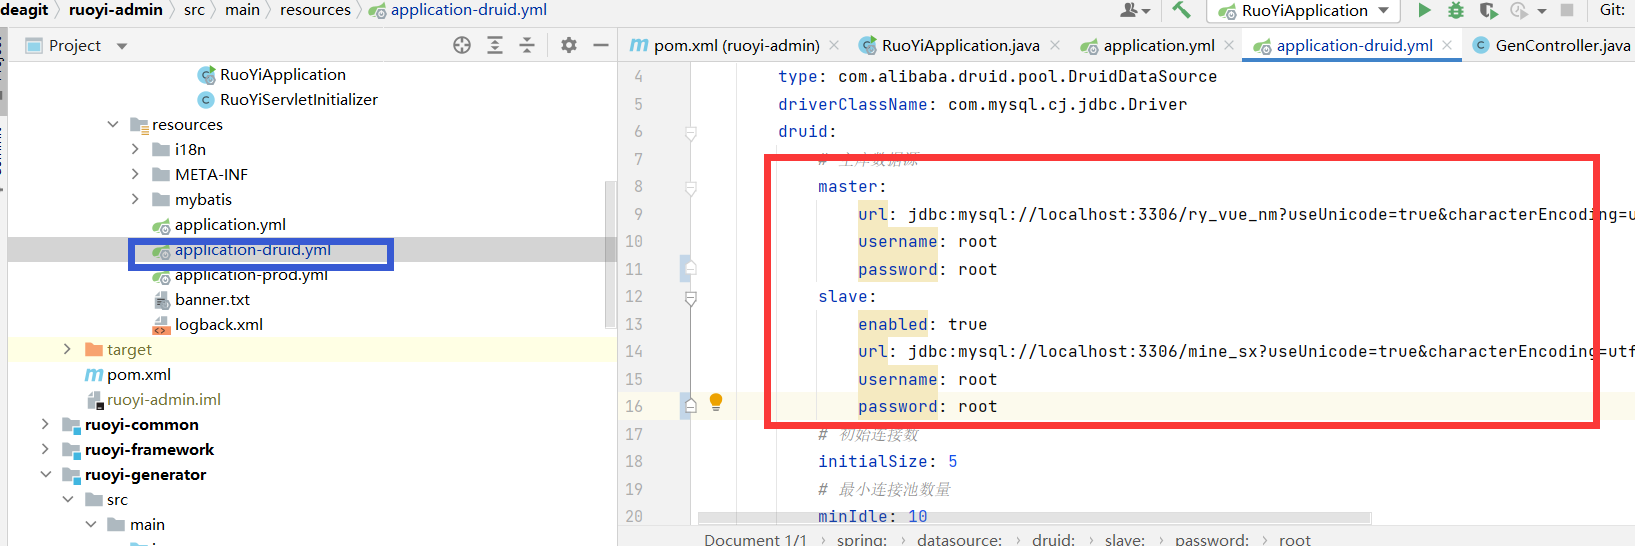 deagit › ruoyi-admin › src › main › resources › application-druid.yml
RuoYiApplication
Git:
Project
pom.xml (ruoyi-admin)
RuoYiApplication.java
application.yml
application-druid.yml
GenController.java
RuoYiApplication
RuoYiServletInitializer
resources
i18n
META-INF
mybatis
application.yml
application-druid.yml
application-prod.yml
banner.txt
logback.xml
target
pom.xml
ruoyi-admin.iml
ruoyi-common
ruoyi-framework
ruoyi-generator
src
main
4 type: com.alibaba.druid.pool.DruidDataSource
5 driverClassName: com.mysql.cj.jdbc.Driver
6 druid:
7 # 主库数据源
8 master:
9 url: jdbc:mysql://localhost:3306/ry_vue_nm?useUnicode=true&characterEncoding=u
10 username: root
11 password: root
12 slave:
13 enabled: true
14 url: jdbc:mysql://localhost:3306/mine_sx?useUnicode=true&characterEncoding=utf
15 username: root
16 password: root
17 # 初始连接数
18 initialSize: 5
19 # 最小连接池数量
20 minIdle: 10
Document 1/1 › spring: › datasource: › druid: › slave: › password: › root